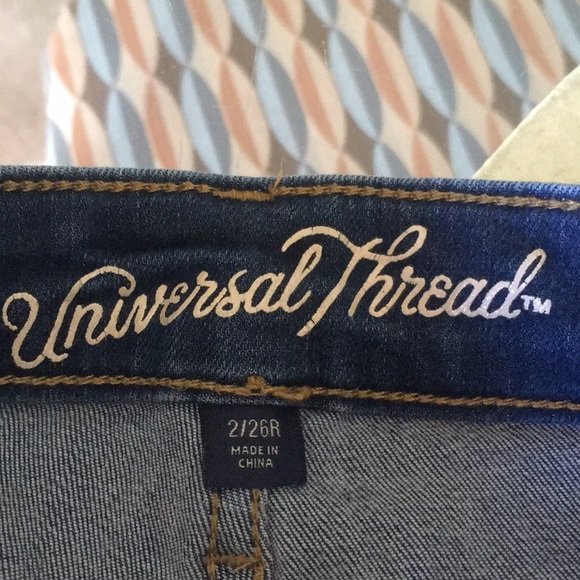 Universal Thread™
2/26R
MADE IN
CHINA